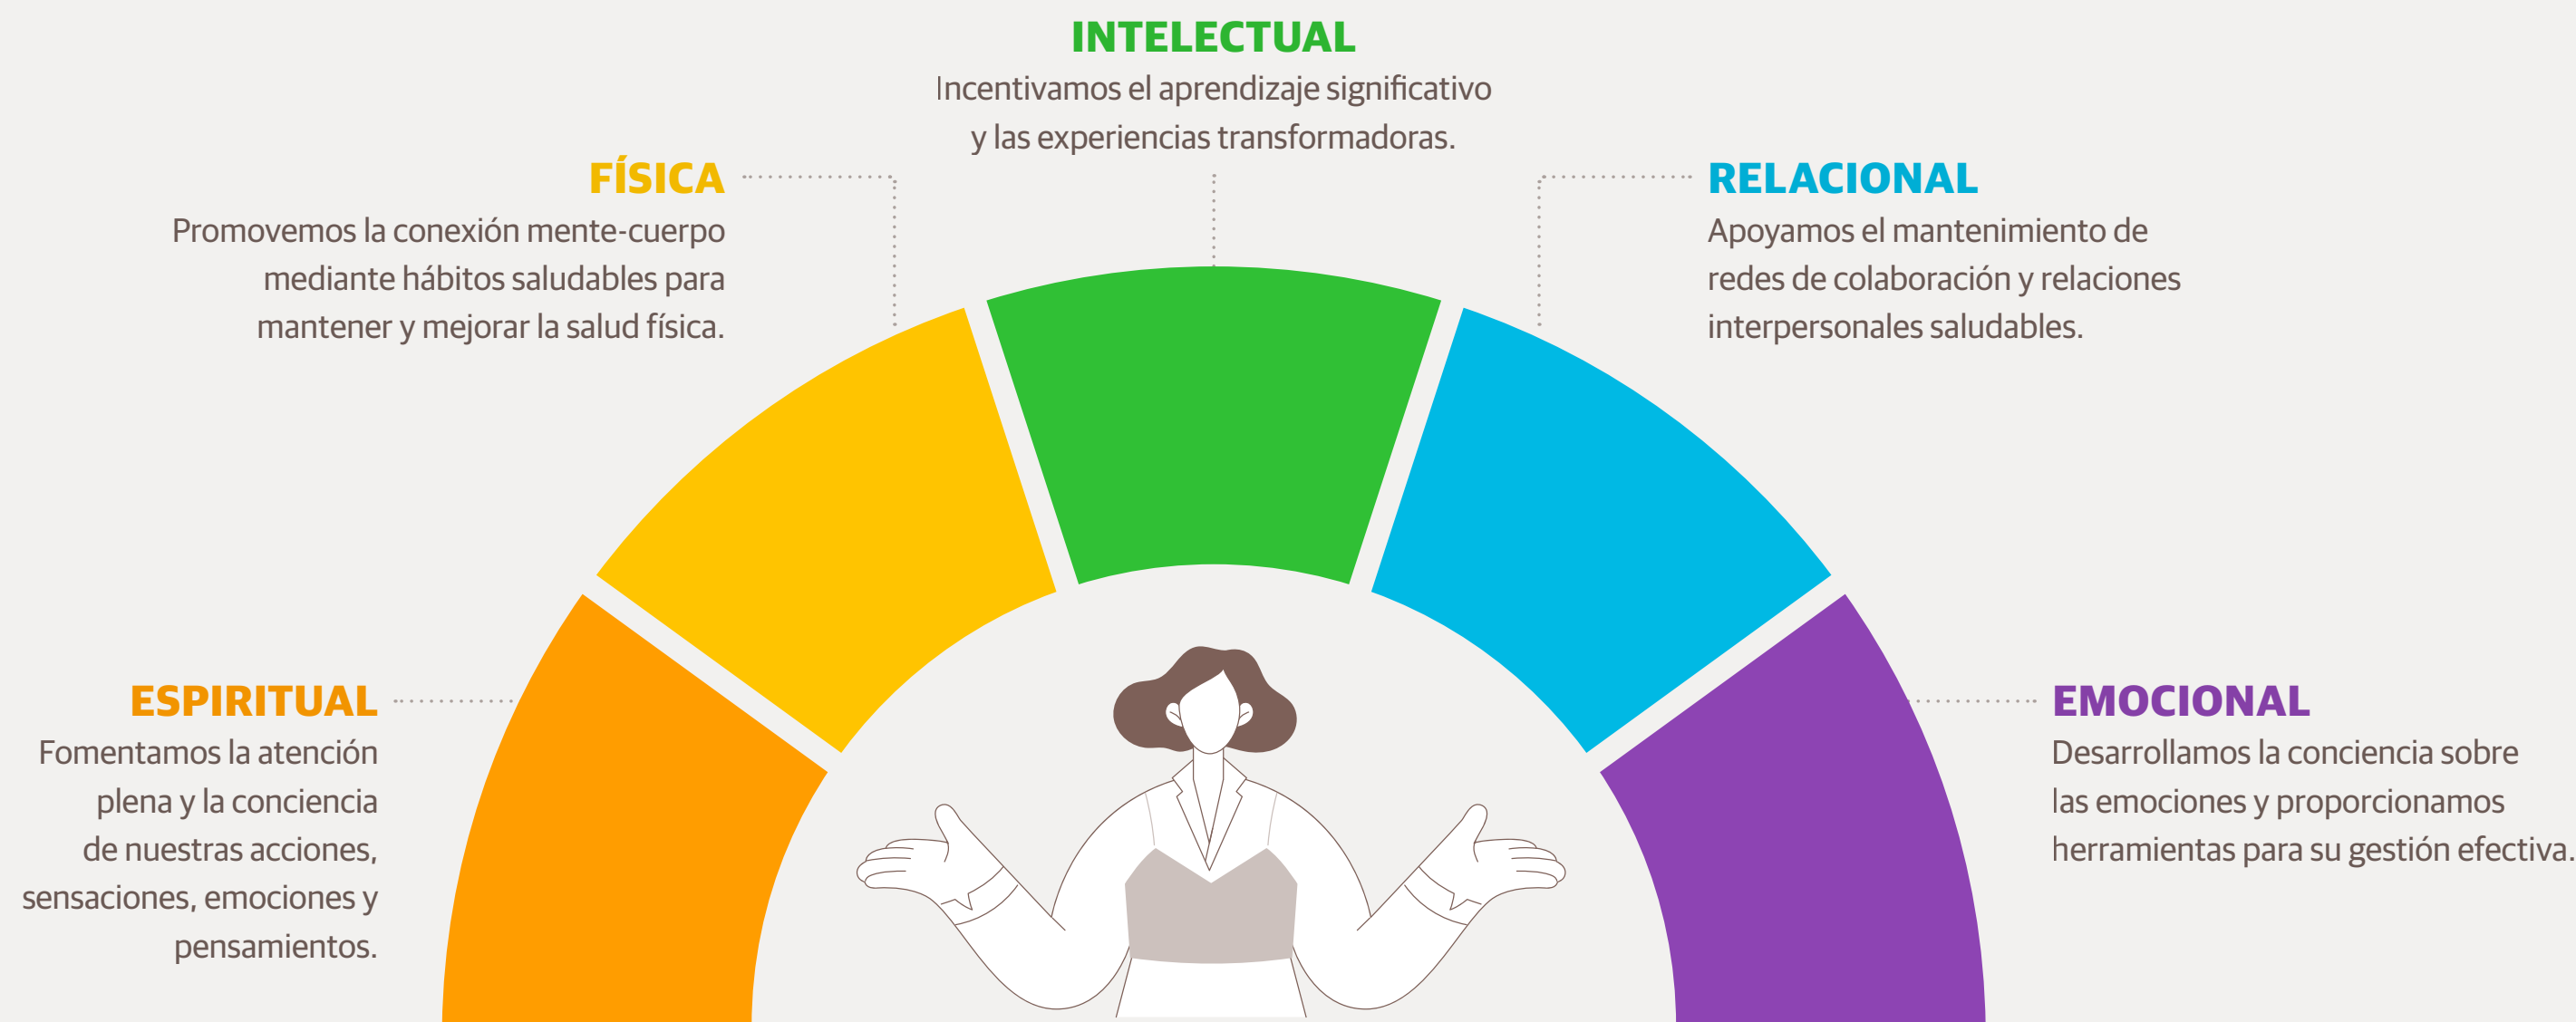 INTELECTUAL
Incentivamos el aprendizaje significativo
y las experiencias transformadoras.
FÍSICA
Promovemos la conexión mente-cuerpo
mediante hábitos saludables para
mantener y mejorar la salud física.
RELACIONAL
Apoyamos el mantenimiento de
redes de colaboración y relaciones
interpersonales saludables.
ESPIRITUAL
Fomentamos la atención
plena y la conciencia
de nuestras acciones,
sensaciones, emociones y
pensamientos.
EMOCIONAL
Desarrollamos la conciencia sobre
las emociones y proporcionamos
herramientas para su gestión efectiva.